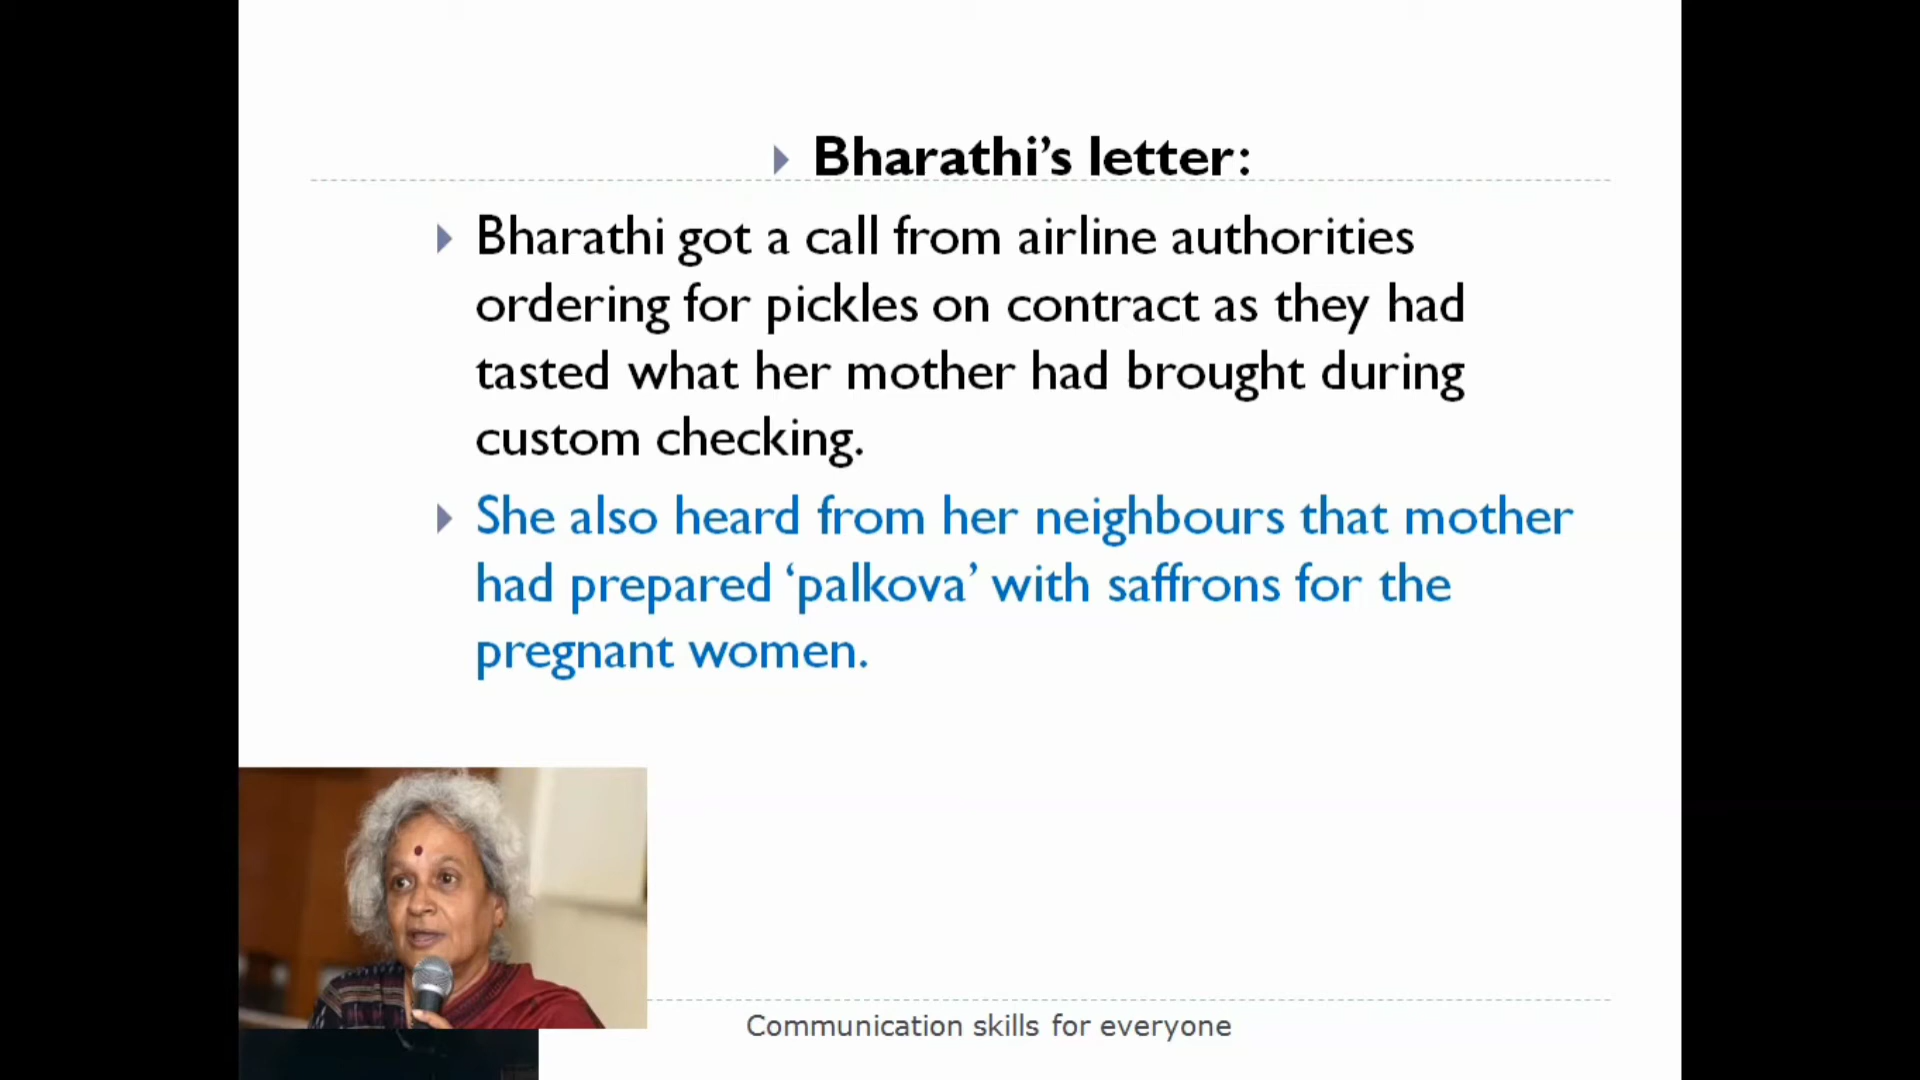 Bharathi’s letter:
Bharathi got a call from airline authorities
ordering for pickles on contract as they had
tasted what her mother had brought during
custom checking.
She also heard from her neighbours that mother
had prepared ‘palkova’ with saffrons for the
pregnant women.
Communication skills for everyone